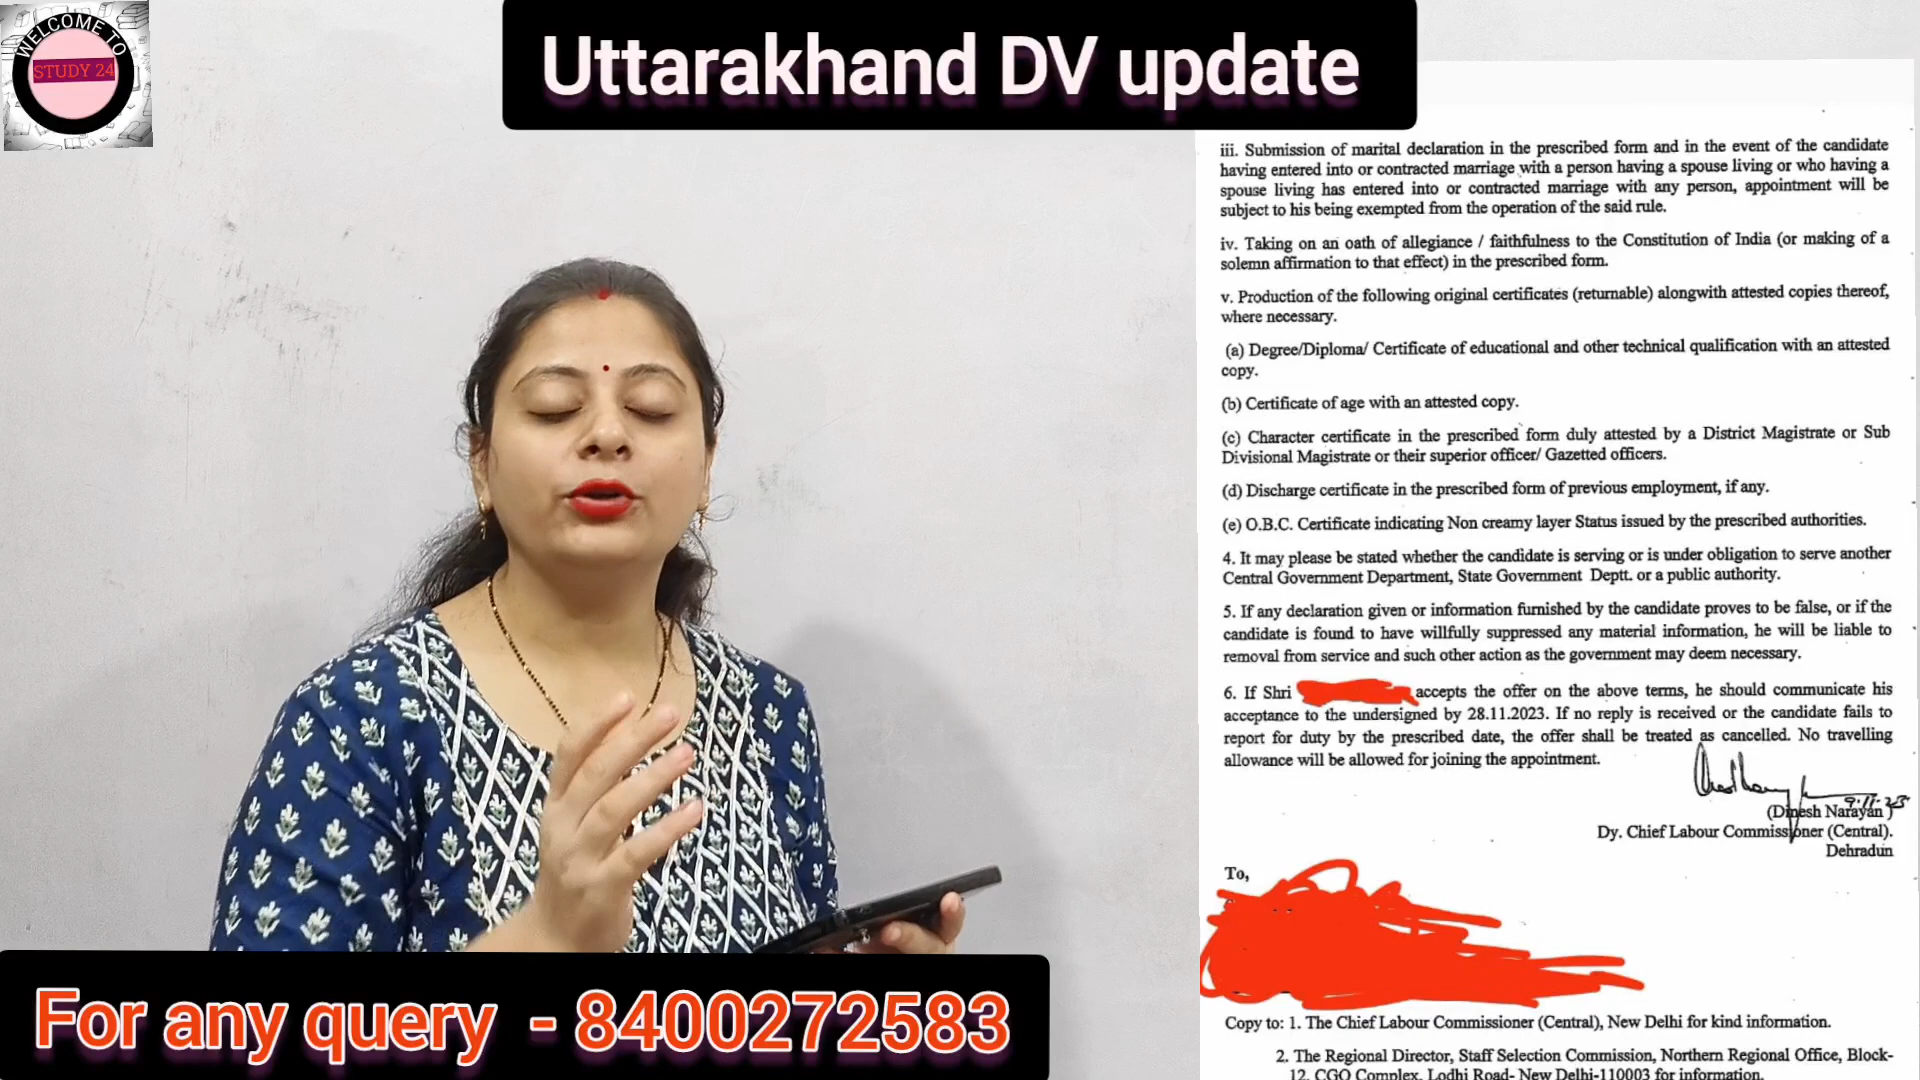 WELCOME TO
STUDY 24
Uttarakhand DV update
iii. Submission of marital declaration in the prescribed form and in the event of the candidate
having entered into or contracted marriage with a person having a spouse living or who having a
spouse living has entered into or contracted marriage with any person, appointment will be
subject to his being exempted from the operation of the said rule.
iv. Taking on an oath of allegiance / faithfulness to the Constitution of India (or making of a
solemn affirmation to that effect) in the prescribed form.
v. Production of the following original certificates (returnable) alongwith attested copies thereof,
where necessary.
(a) Degree/Diploma/ Certificate of educational and other technical qualification with an attested
copy.
(b) Certificate of age with an attested copy.
(c) Character certificate in the prescribed form duly attested by a District Magistrate or Sub
Divisional Magistrate or their superior officer/ Gazetted officers.
(d) Discharge certificate in the prescribed form of previous employment, if any.
(e) O.B.C. Certificate indicating Non creamy layer Status issued by the prescribed authorities.
4. It may please be stated whether the candidate is serving or is under obligation to serve another
Central Government Department, State Government Deptt. or a public authority.
5. If any declaration given or information furnished by the candidate proves to be false, or if the
candidate is found to have willfully suppressed any material information, he will be liable to
removal from service and such other action as the government may deem necessary.
6. If Shri accepts the offer on the above terms, he should communicate his
acceptance to the undersigned by 28.11.2023. If no reply is received or the candidate fails to
report for duty by the prescribed date, the offer shall be treated as cancelled. No travelling
allowance will be allowed for joining the appointment.
9.11.23
(Dinesh Narayan )
Dy. Chief Labour Commissioner (Central).
Dehradun
To,
Copy to: 1. The Chief Labour Commissioner (Central), New Delhi for kind information.
2. The Regional Director, Staff Selection Commission, Northern Regional Office, Block-
12, CGO Complex, Lodhi Road- New Delhi-110003 for information.
For any query - 8400272583